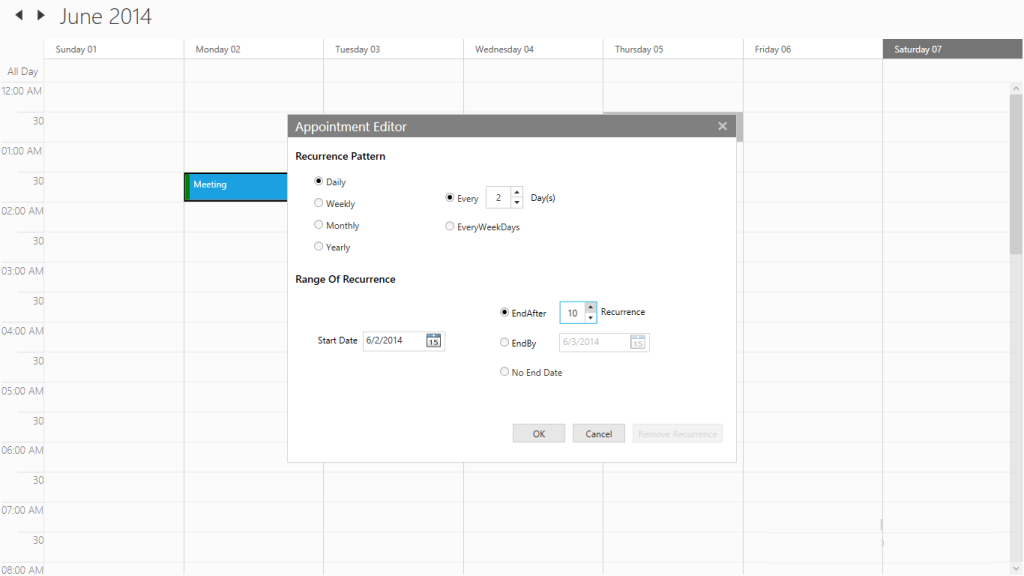 June 2014
Sunday 01 Monday 02 Tuesday 03 Wednesday 04 Thursday 05 Friday 06 Saturday 07
All Day
12:00 AM
30
01:00 AM
30
02:00 AM
30
03:00 AM
30
04:00 AM
30
05:00 AM
30
06:00 AM
30
07:00 AM
30
08:00 AM
Meeting
Appointment Editor
Recurrence Pattern
Daily
Weekly
Monthly
Yearly
Every 2 Day(s)
EveryWeekDays
Range Of Recurrence
Start Date 6/2/2014 15
EndAfter 10 Recurrence
EndBy 6/3/2014 15
No End Date
OK Cancel Remove Recurrence